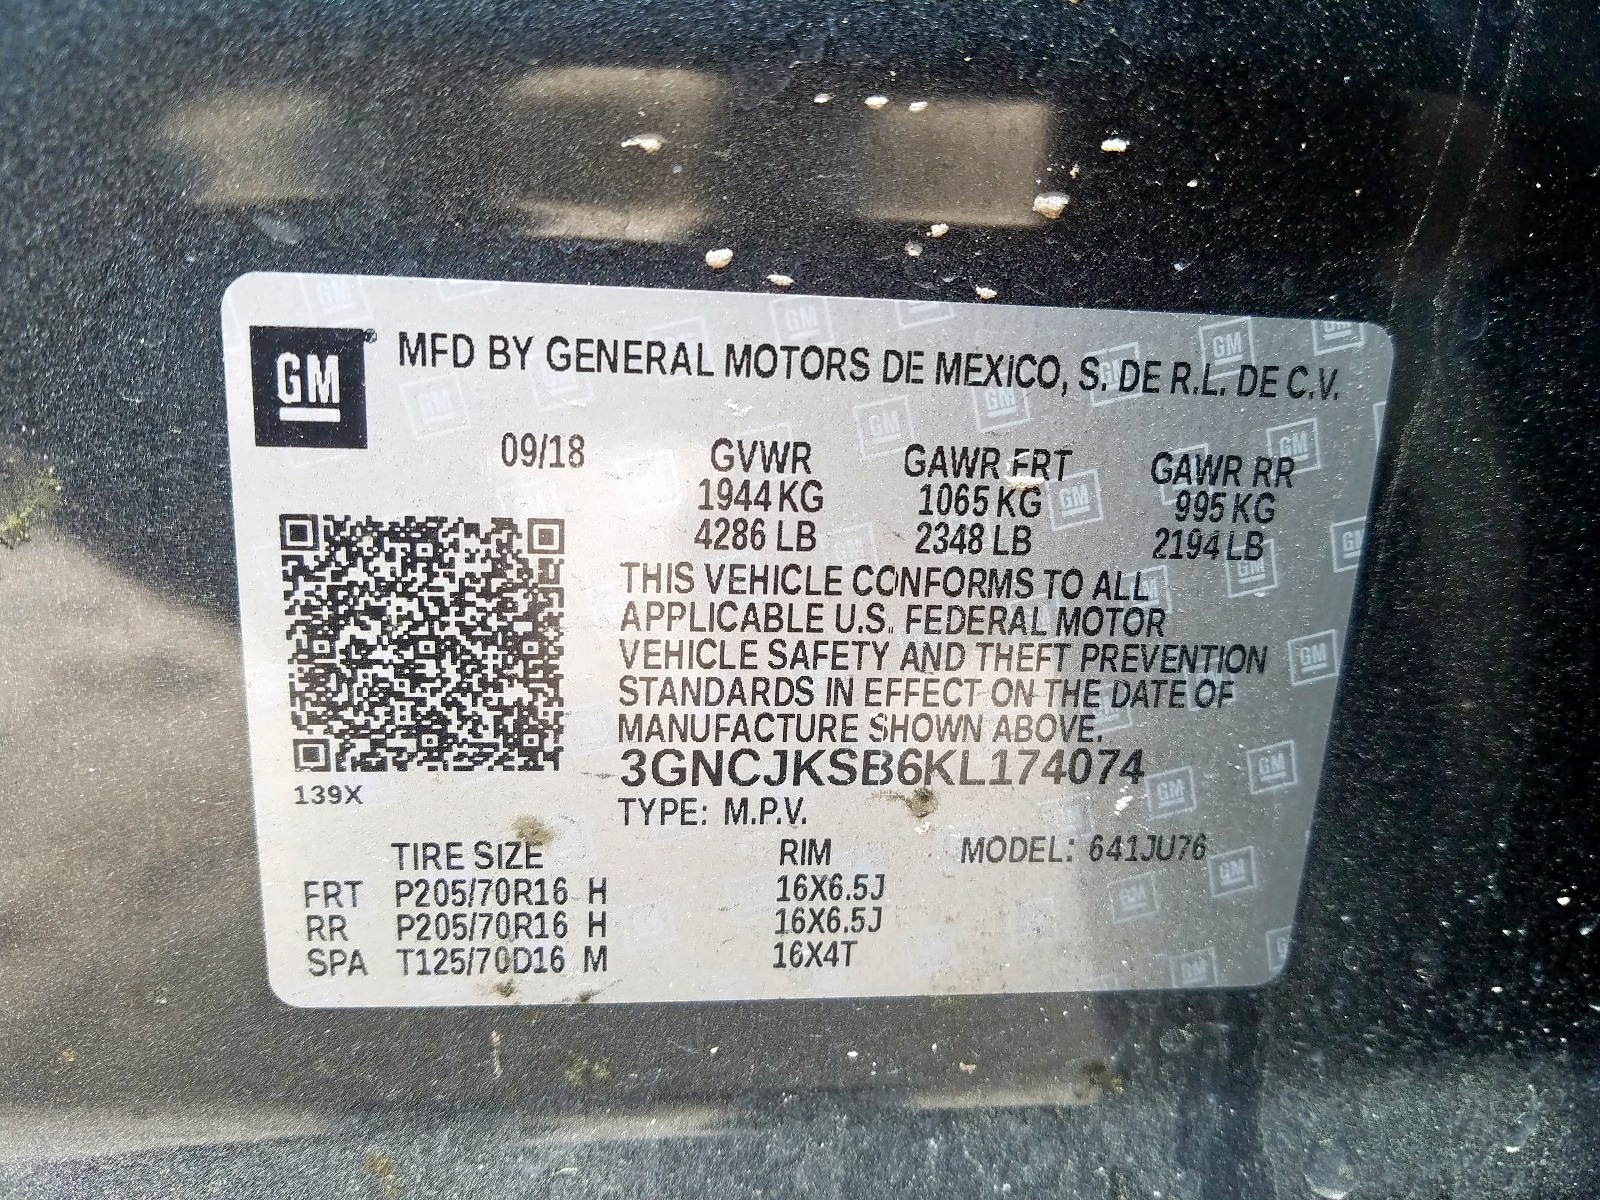 GM® MFD BY GENERAL MOTORS DE MEXICO, S. DE R.L. DE C.V.
09/18 GVWR GAWR FRT GAWR RR
1944 KG 1065 KG 995 KG
4286 LB 2348 LB 2194 LB
THIS VEHICLE CONFORMS TO ALL
APPLICABLE U.S. FEDERAL MOTOR
VEHICLE SAFETY AND THEFT PREVENTION
STANDARDS IN EFFECT ON THE DATE OF
MANUFACTURE SHOWN ABOVE.
3GNCJKSB6KL174074
139X
TYPE: M.P.V.
TIRE SIZE RIM MODEL: 641JU76
FRT P205/70R16 H 16X6.5J
RR P205/70R16 H 16X6.5J
SPA T125/70D16 M 16X4T